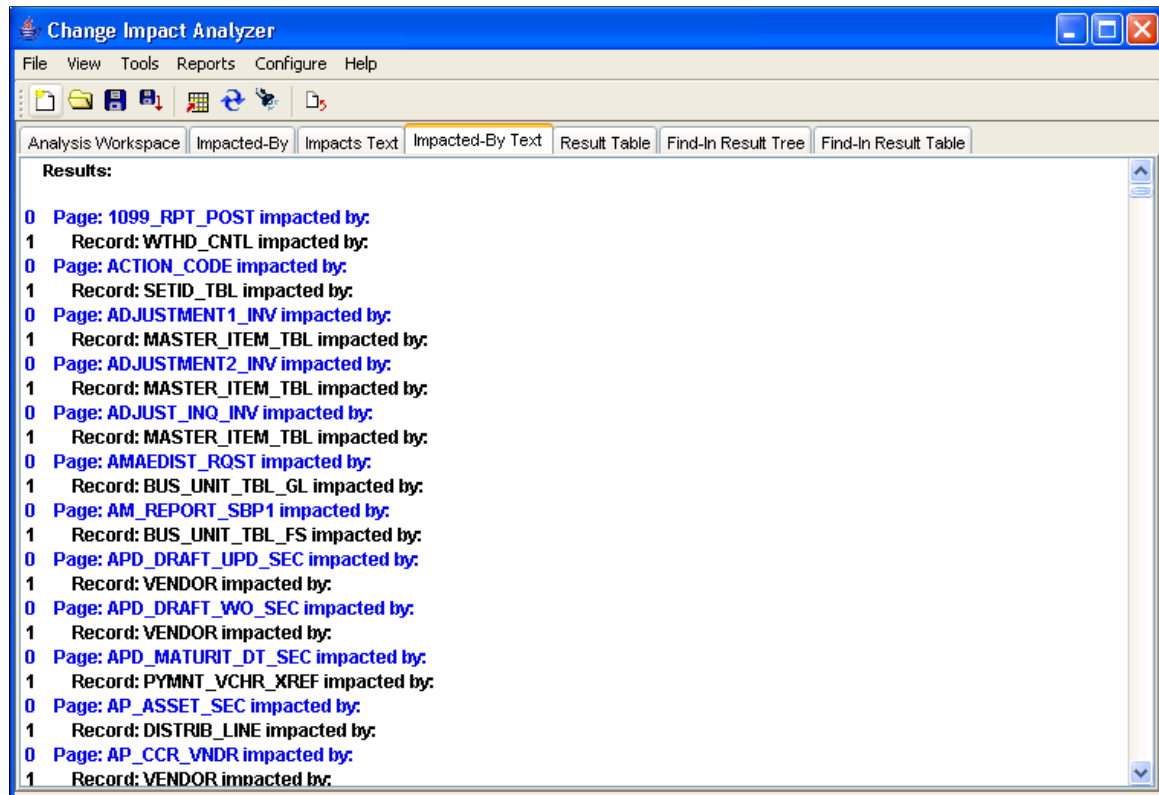 Change Impact Analyzer
File View Tools Reports Configure Help
Analysis Workspace Impacted-By Impacts Text Impacted-By Text Result Table Find-In Result Tree Find-In Result Table
Results:
0 Page: 1099_RPT_POST impacted by:
1 Record: WTHD_CNTL impacted by:
0 Page: ACTION_CODE impacted by:
1 Record: SETID_TBL impacted by:
0 Page: ADJUSTMENT1_INV impacted by:
1 Record: MASTER_ITEM_TBL impacted by:
0 Page: ADJUSTMENT2_INV impacted by:
1 Record: MASTER_ITEM_TBL impacted by:
0 Page: ADJUST_INQ_INV impacted by:
1 Record: MASTER_ITEM_TBL impacted by:
0 Page: AMAEDIST_RQST impacted by:
1 Record: BUS_UNIT_TBL_GL impacted by:
0 Page: AM_REPORT_SBP1 impacted by:
1 Record: BUS_UNIT_TBL_FS impacted by:
0 Page: APD_DRAFT_UPD_SEC impacted by:
1 Record: VENDOR impacted by:
0 Page: APD_DRAFT_WO_SEC impacted by:
1 Record: VENDOR impacted by:
0 Page: APD_MATURIT_DT_SEC impacted by:
1 Record: PYMNT_VCHR_XREF impacted by:
0 Page: AP_ASSET_SEC impacted by:
1 Record: DISTRIB_LINE impacted by:
0 Page: AP_CCR_VNDR impacted by:
1 Record: VENDOR impacted by: